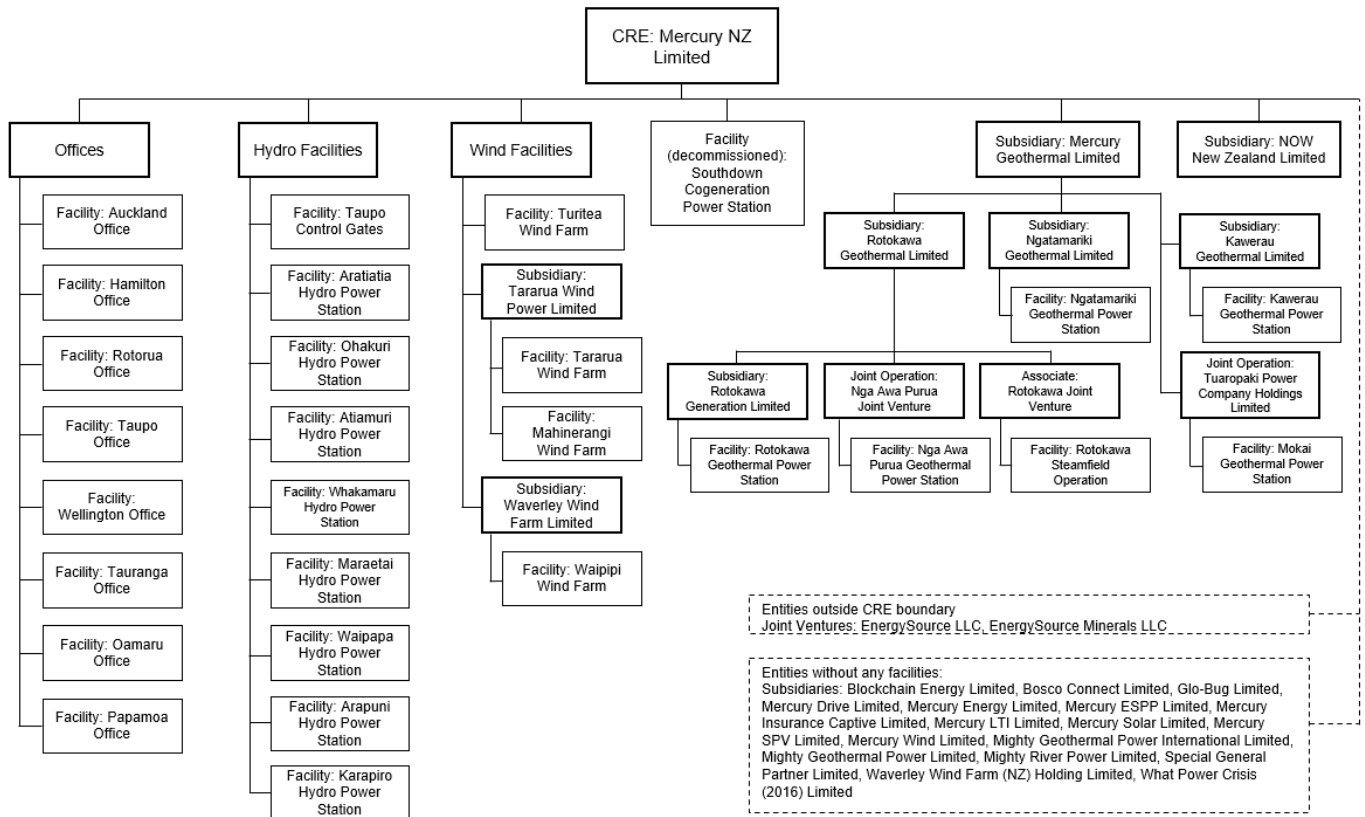 CRE: Mercury NZ
Limited
Offices
Facility: Auckland
Office
Facility: Hamilton
Office
Facility: Rotorua
Office
Facility: Taupo
Office
Facility:
Wellington Office
Facility: Tauranga
Office
Facility: Oamaru
Office
Facility: Papamoa
Office
Hydro Facilities
Facility: Taupo
Control Gates
Facility: Aratiatia
Hydro Power
Station
Facility: Ohakuri
Hydro Power
Station
Facility: Atiamuri
Hydro Power
Station
Facility: Whakamaru
Hydro Power
Station
Facility: Maraetai
Hydro Power
Station
Facility: Waipapa
Hydro Power
Station
Facility: Arapuni
Hydro Power
Station
Facility: Karapiro
Hydro Power
Station
Wind Facilities
Facility: Turitea
Wind Farm
Subsidiary:
Tararua Wind
Power Limited
Facility: Tararua
Wind Farm
Facility:
Mahinerangi
Wind Farm
Subsidiary:
Waverley Wind
Farm Limited
Facility: Waipipi
Wind Farm
Facility
(decommissioned):
Southdown
Cogeneration
Power Station
Subsidiary: Mercury
Geothermal Limited
Subsidiary:
Rotokawa
Geothermal Limited
Subsidiary:
Rotokawa
Generation Limited
Facility: Rotokawa
Geothermal Power
Station
Joint Operation:
Nga Awa Purua
Joint Venture
Facility: Nga Awa
Purua Geothermal
Power Station
Associate:
Rotokawa Joint
Venture
Facility: Rotokawa
Steamfield
Operation
Subsidiary:
Ngatamariki
Geothermal Limited
Facility: Ngatamariki
Geothermal Power
Station
Subsidiary:
Kawerau
Geothermal Limited
Facility: Kawerau
Geothermal Power
Station
Joint Operation:
Tuaropaki Power
Company Holdings
Limited
Facility: Mokai
Geothermal Power
Station
Subsidiary: NOW
New Zealand Limited
Entities outside CRE boundary
Joint Ventures: EnergySource LLC, EnergySource Minerals LLC
Entities without any facilities:
Subsidiaries: Blockchain Energy Limited, Bosco Connect Limited, Glo-Bug Limited,
Mercury Drive Limited, Mercury Energy Limited, Mercury ESPP Limited, Mercury
Insurance Captive Limited, Mercury LTI Limited, Mercury Solar Limited, Mercury
SPV Limited, Mercury Wind Limited, Mighty Geothermal Power International Limited,
Mighty Geothermal Power Limited, Mighty River Power Limited, Special General
Partner Limited, Waverley Wind Farm (NZ) Holding Limited, What Power Crisis
(2016) Limited